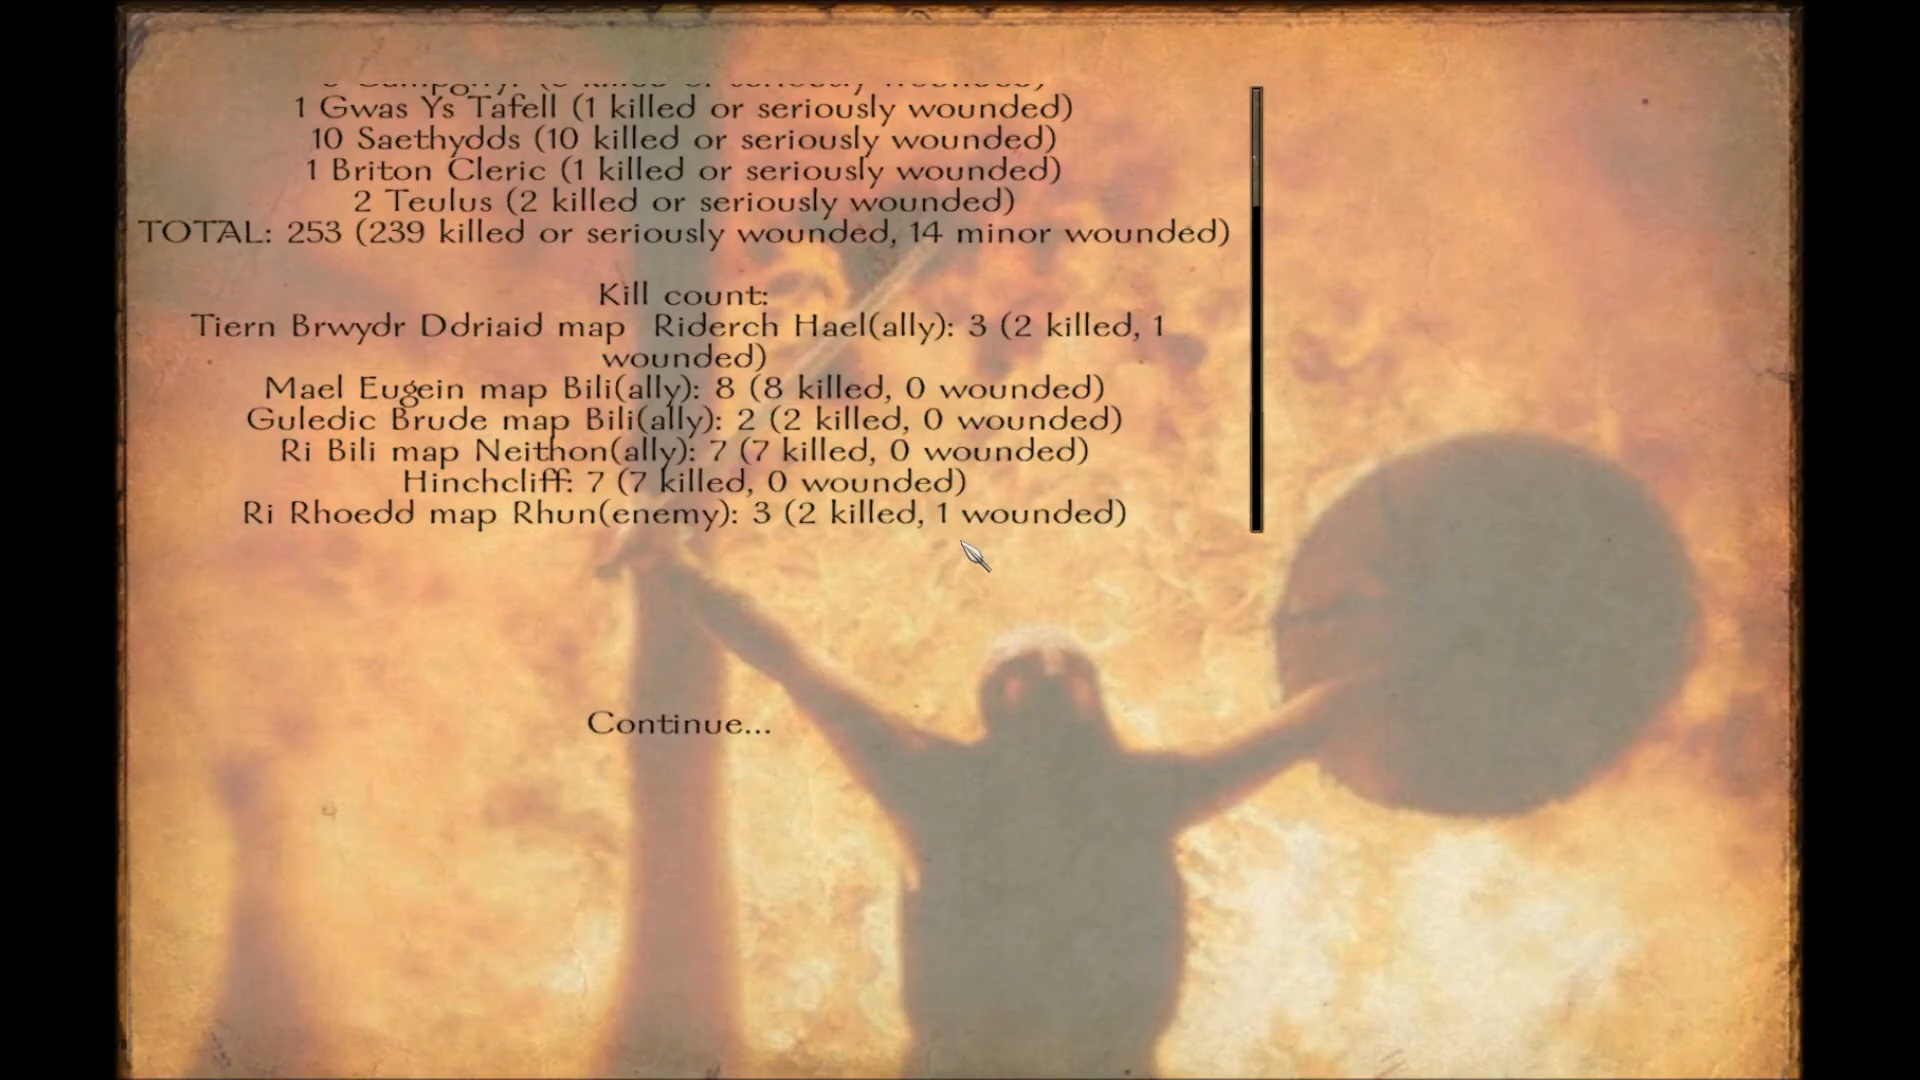 1 Gwas Ys Tafell (1 killed or seriously wounded)
10 Saethydds (10 killed or seriously wounded)
1 Briton Cleric (1 killed or seriously wounded)
2 Teulus (2 killed or seriously wounded)
TOTAL: 253 (239 killed or seriously wounded, 14 minor wounded)
Kill count:
Tiern Brwydr Ddriaid map Riderch Hael(ally): 3 (2 killed, 1
wounded)
Mael Eugein map Bili(ally): 8 (8 killed, 0 wounded)
Guledic Brude map Bili(ally): 2 (2 killed, 0 wounded)
Ri Bili map Neithon(ally): 7 (7 killed, 0 wounded)
Hinchcliff: 7 (7 killed, 0 wounded)
Ri Rhoedd map Rhun(enemy): 3 (2 killed, 1 wounded)
Continue...